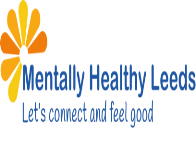 Mentally Healthy Leeds
Let's connect and feel good